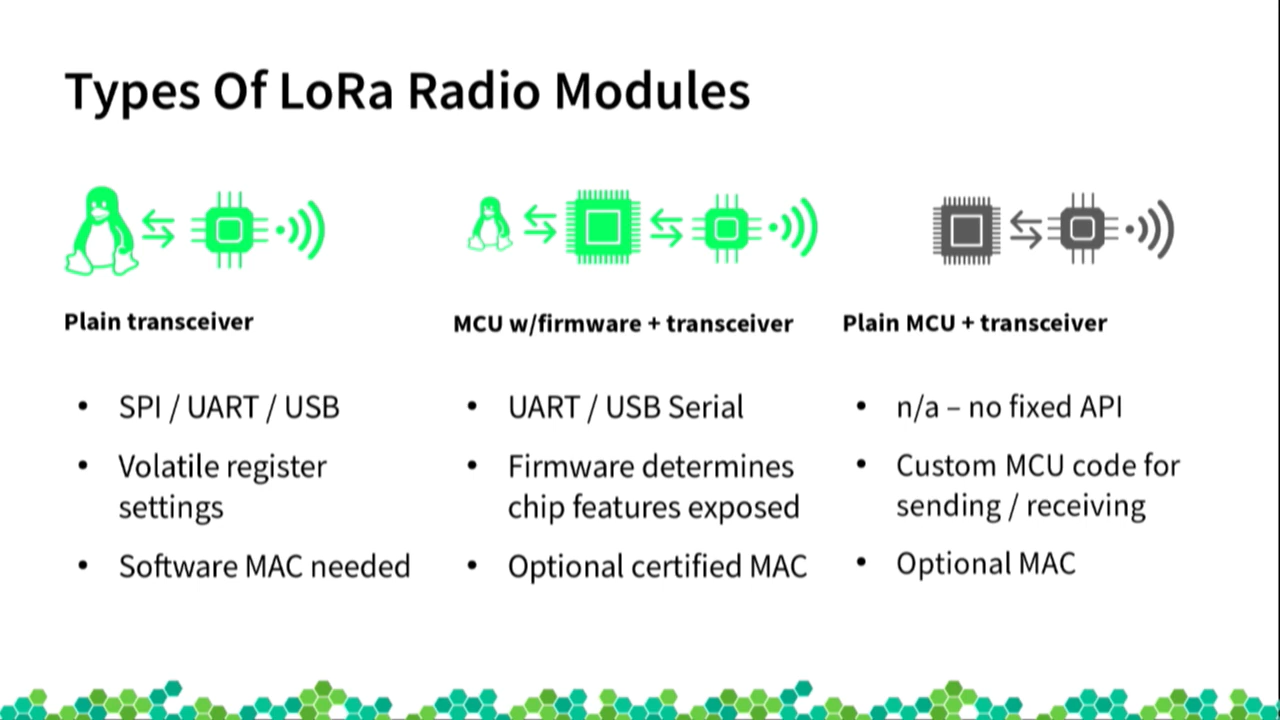 Types Of LoRa Radio Modules
Plain transceiver
• SPI / UART / USB
• Volatile register
settings
• Software MAC needed
MCU w/firmware + transceiver
• UART / USB Serial
• Firmware determines
chip features exposed
• Optional certified MAC
Plain MCU + transceiver
• n/a – no fixed API
• Custom MCU code for
sending / receiving
• Optional MAC